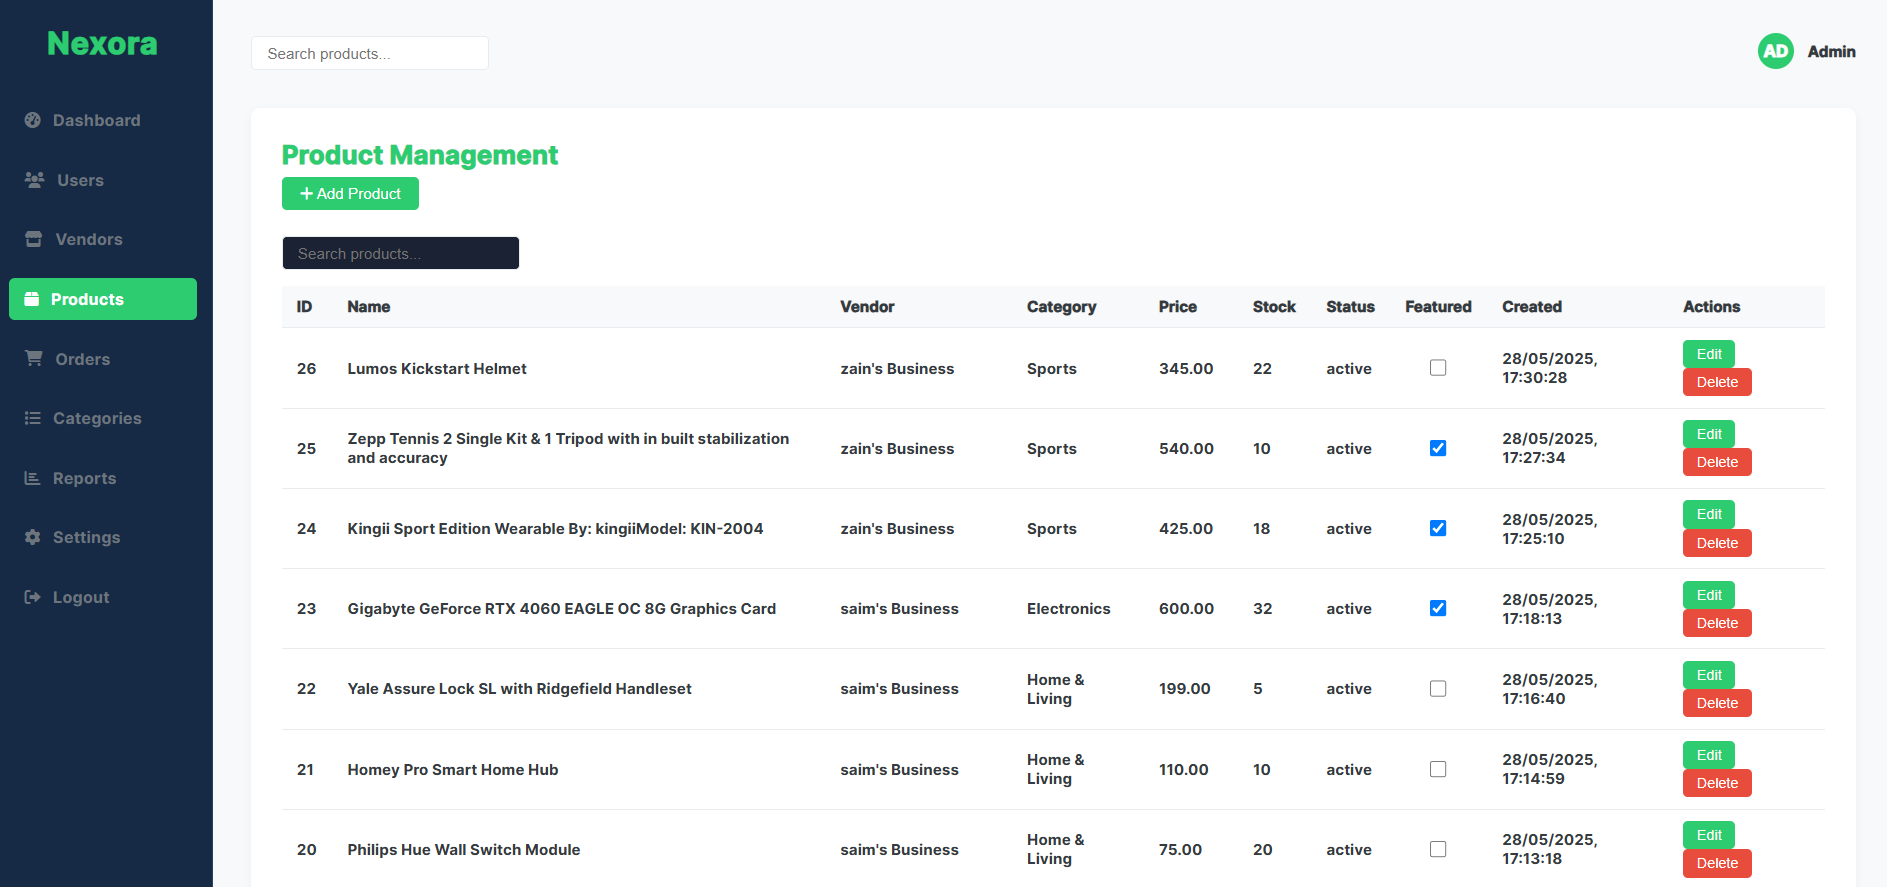 Nexora
Dashboard
Users
Vendors
Products
Orders
Categories
Reports
Settings
Logout
Search products...
AD Admin
Product Management
+ Add Product
Search products...
ID Name Vendor Category Price Stock Status Featured Created Actions
26 Lumos Kickstart Helmet zain's Business Sports 345.00 22 active 28/05/2025, 17:30:28 Edit Delete
25 Zepp Tennis 2 Single Kit & 1 Tripod with in built stabilization and accuracy zain's Business Sports 540.00 10 active 28/05/2025, 17:27:34 Edit Delete
24 Kingii Sport Edition Wearable By: kingiiModel: KIN-2004 zain's Business Sports 425.00 18 active 28/05/2025, 17:25:10 Edit Delete
23 Gigabyte GeForce RTX 4060 EAGLE OC 8G Graphics Card saim's Business Electronics 600.00 32 active 28/05/2025, 17:18:13 Edit Delete
22 Yale Assure Lock SL with Ridgefield Handleset saim's Business Home & Living 199.00 5 active 28/05/2025, 17:16:40 Edit Delete
21 Homey Pro Smart Home Hub saim's Business Home & Living 110.00 10 active 28/05/2025, 17:14:59 Edit Delete
20 Philips Hue Wall Switch Module saim's Business Home & Living 75.00 20 active 28/05/2025, 17:13:18 Edit Delete